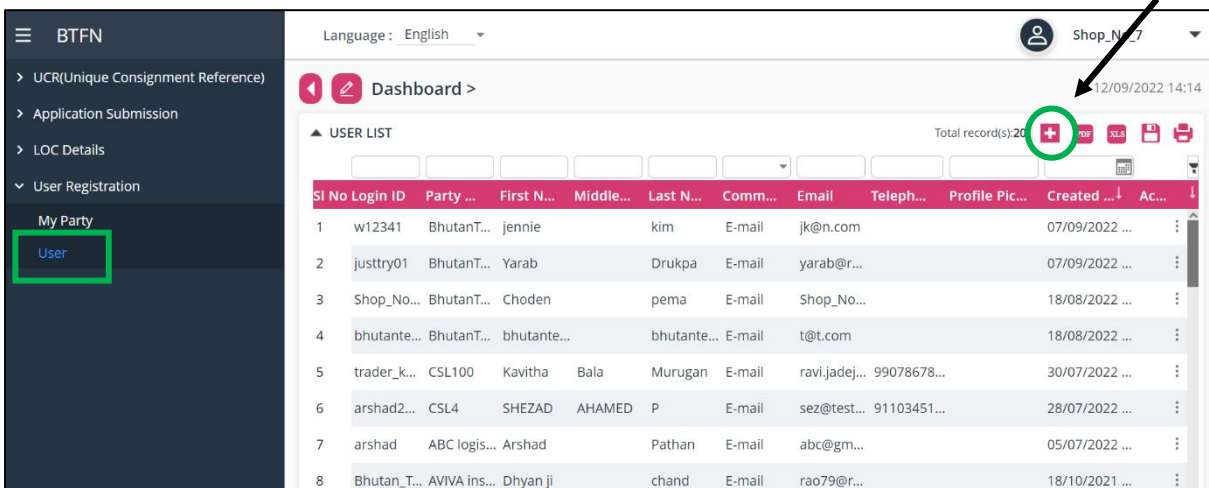 BTFN
Language : English
Shop_No_7
UCR(Unique Consignment Reference)
Application Submission
LOC Details
User Registration
My Party
User
Dashboard >
12/09/2022 14:14
USER LIST
Total record(s):20
PDF
XLS
Sl No Login ID Party ... First N... Middle... Last N... Comm... Email Teleph... Profile Pic... Created ... Ac...
1 w12341 BhutanT... jennie kim E-mail jk@n.com 07/09/2022 ...
2 justtry01 BhutanT... Yarab Drukpa E-mail yarab@r... 07/09/2022 ...
3 Shop_No... BhutanT... Choden pema E-mail Shop_No... 18/08/2022 ...
4 bhutante... BhutanT... bhutante... bhutante... E-mail t@t.com 18/08/2022 ...
5 trader_k... CSL100 Kavitha Bala Murugan E-mail ravi.jadej... 99078678... 30/07/2022 ...
6 arshad2... CSL4 SHEZAD AHAMED P E-mail sez@test... 91103451... 28/07/2022 ...
7 arshad ABC logis... Arshad Pathan E-mail abc@gm... 05/07/2022 ...
8 Bhutan_T... AVIVA ins... Dhyan ji chand E-mail rao79@r... 18/10/2021 ...